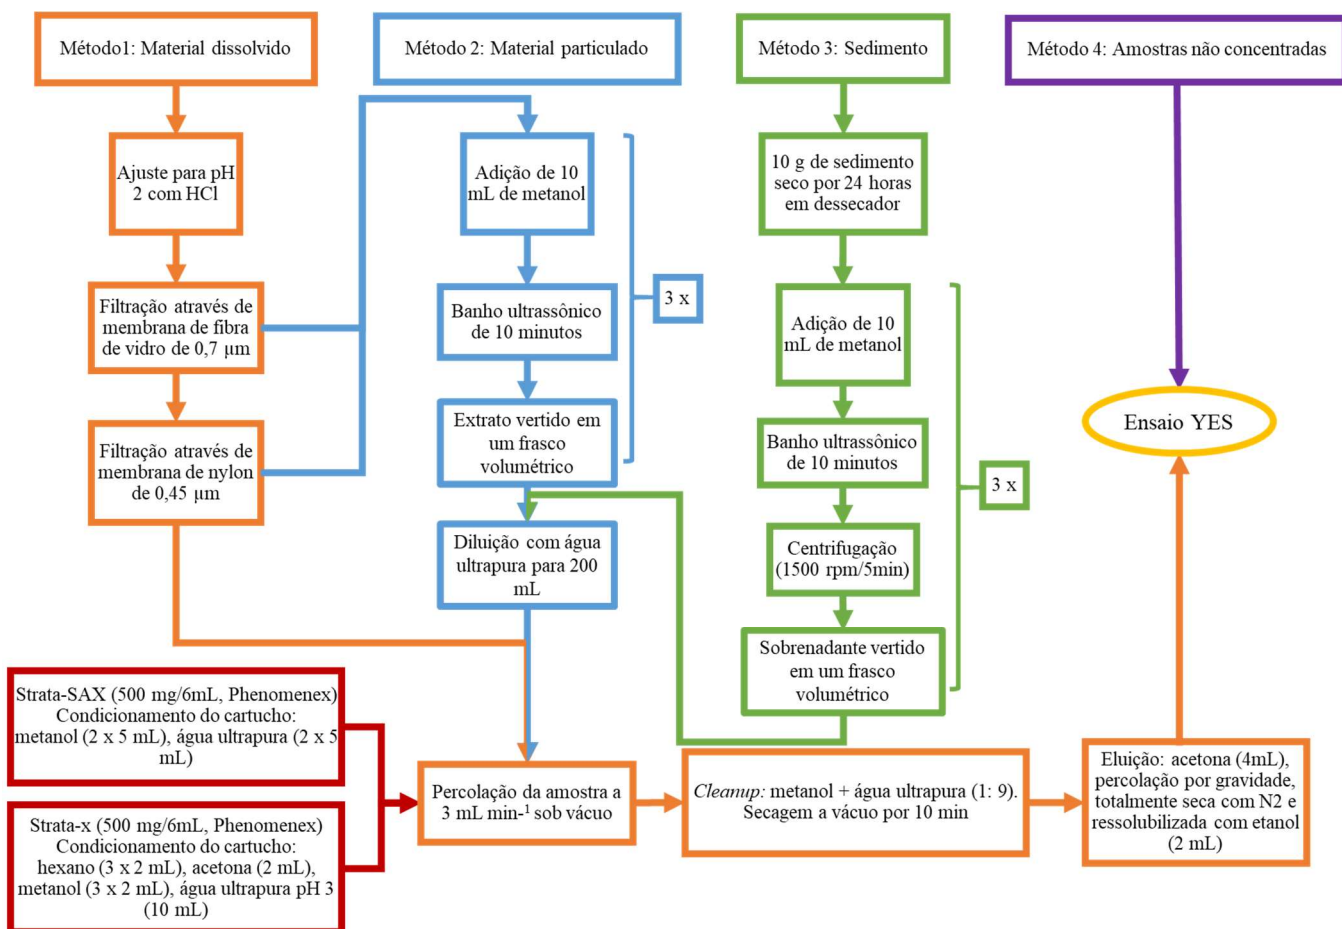 Método1: Material dissolvido
Ajuste para pH
2 com HCl
Filtração através de
membrana de fibra
de vidro de 0,7 µm
Filtração através de
membrana de nylon
de 0,45 µm
Método 2: Material particulado
Adição de 10
mL de metanol
Banho ultrassônico
de 10 minutos
Extrato vertido em
um frasco
volumétrico
3 x
Diluição com água
ultrapura para 200
mL
Método 3: Sedimento
10 g de sedimento
seco por 24 horas
em dessecador
Adição de 10
mL de metanol
Banho ultrassônico
de 10 minutos
Centrifugação
(1500 rpm/5min)
Sobrenadante vertido
em um frasco
volumétrico
3 x
Método 4: Amostras não concentradas
Ensaio YES
Strata-SAX (500 mg/6mL, Phenomenex)
Condicionamento do cartucho:
metanol (2 x 5 mL), água ultrapura (2 x 5
mL)
Strata-x (500 mg/6mL, Phenomenex)
Condicionamento do cartucho:
hexano (3 x 2 mL), acetona (2 mL),
metanol (3 x 2 mL), água ultrapura pH 3
(10 mL)
Percolação da amostra a
3 mL min-¹ sob vácuo
Cleanup: metanol + água ultrapura (1: 9).
Secagem a vácuo por 10 min
Eluição: acetona (4mL),
percolação por gravidade,
totalmente seca com N2 e
ressolubilizada com etanol
(2 mL)